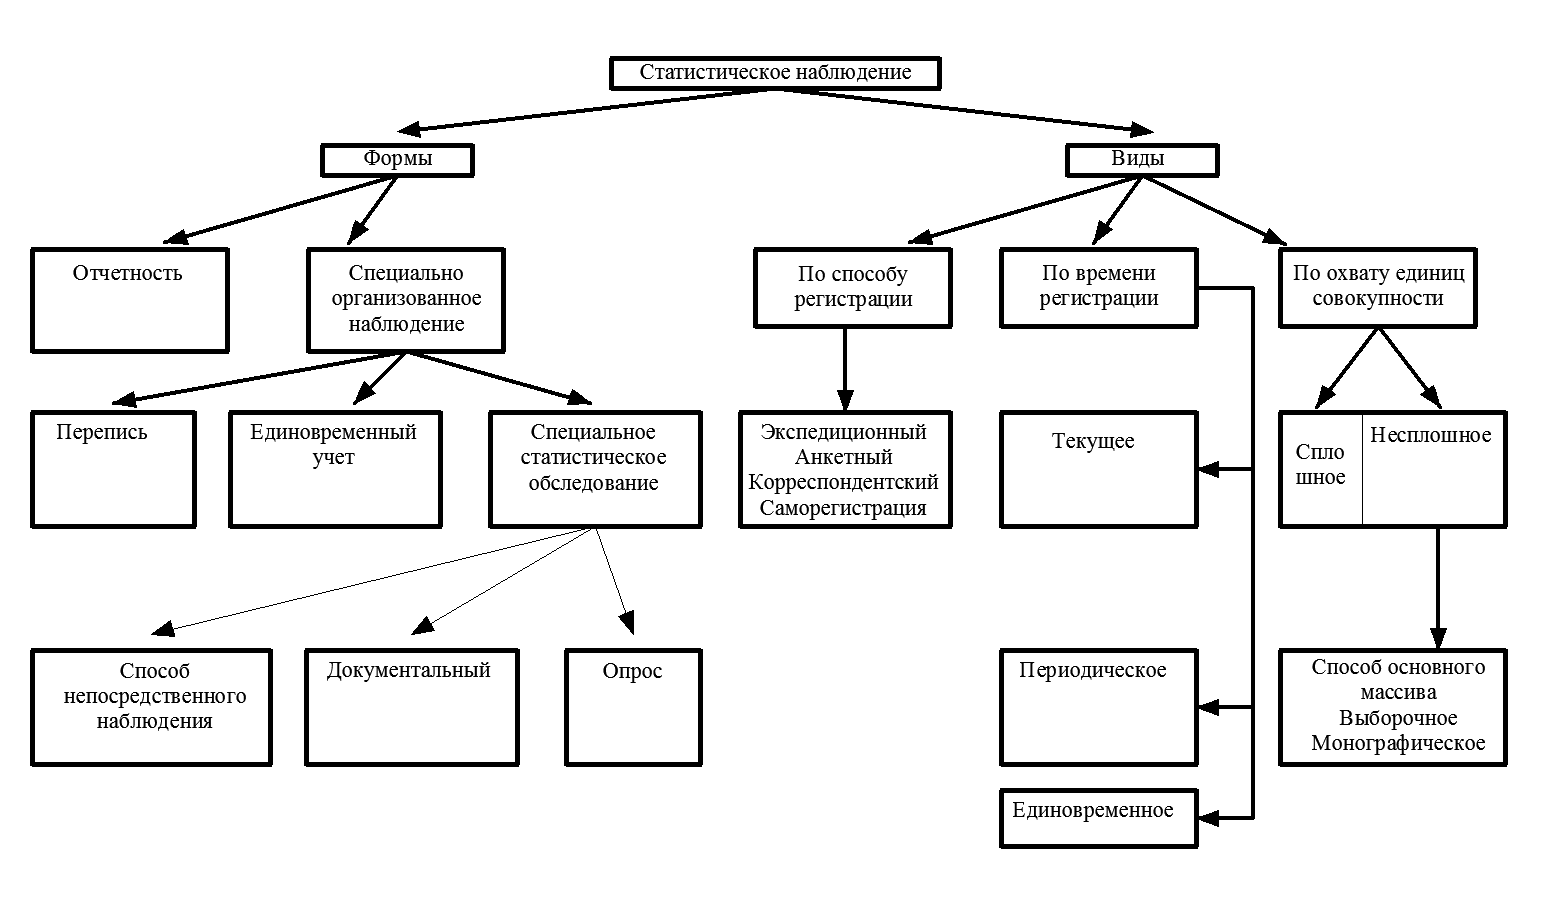 Статистическое наблюдение
Формы
Виды
Отчетность
Специально
организованное
наблюдение
По способу
регистрации
По времени
регистрации
По охвату единиц
совокупности
Перепись
Единовременный
учет
Специальное
статистическое
обследование
Экспедиционный
Анкетный
Корреспондентский
Саморегистрация
Текущее
Спло
шное
Несплошное
Способ
непосредственного
наблюдения
Документальный
Опрос
Периодическое
Способ основного
массива
Выборочное
Монографическое
Единовременное